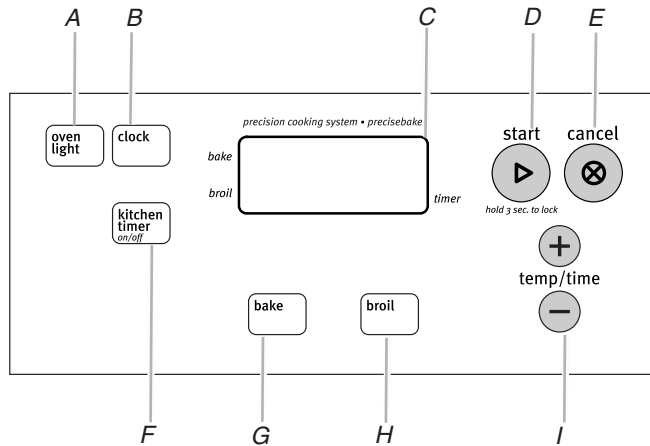 A
B
C
D
E
precision cooking system • precisebake
oven
light
clock
bake
broil
timer
start
cancel
hold 3 sec. to lock
kitchen
timer
on/off
+
temp/time
−
bake
broil
F
G
H
I